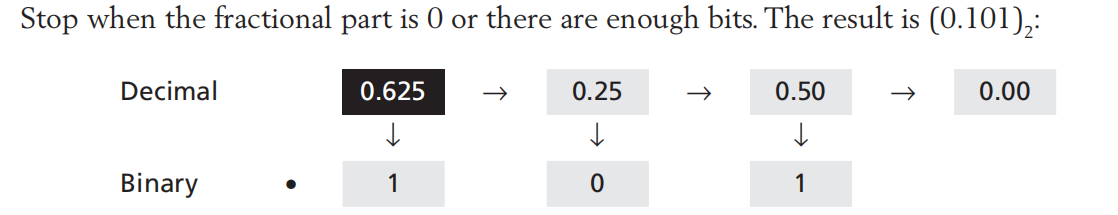 Stop when the fractional part is 0 or there are enough bits. The result is (0.101)₂:
Decimal 0.625 → 0.25 → 0.50 → 0.00
↓ ↓ ↓
Binary • 1 0 1